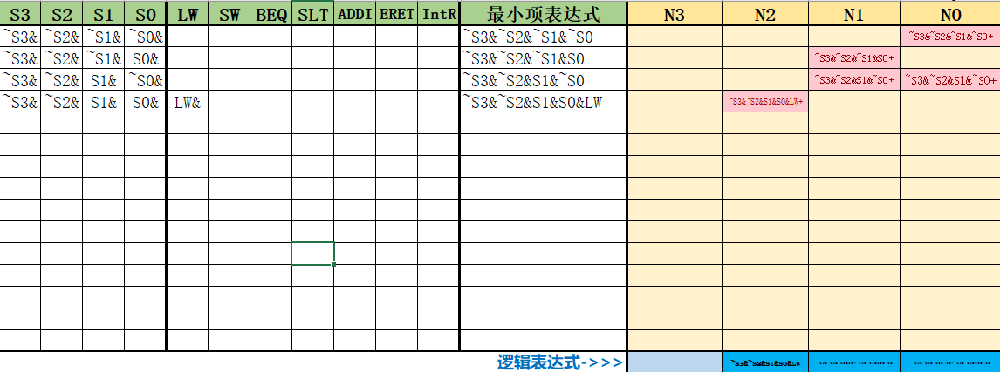 S3 S2 S1 S0 LW SW BEQ SLT ADDI ERET IntR 最小项表达式 N3 N2 N1 N0
~S3& ~S2& ~S1& ~S0& ~S3&~S2&~S1&~S0 ~S3&~S2&~S1&~S0+
~S3& ~S2& ~S1& S0& ~S3&~S2&~S1&S0 ~S3&~S2&~S1&S0+
~S3& ~S2& S1& ~S0& ~S3&~S2&S1&~S0 ~S3&~S2&S1&~S0+ ~S3&~S2&S1&~S0+
~S3& ~S2& S1& S0& LW& ~S3&~S2&S1&S0&LW ~S3&~S2&S1&S0&LW+
逻辑表达式->>> ~S3&~S2&S1&S0&LW